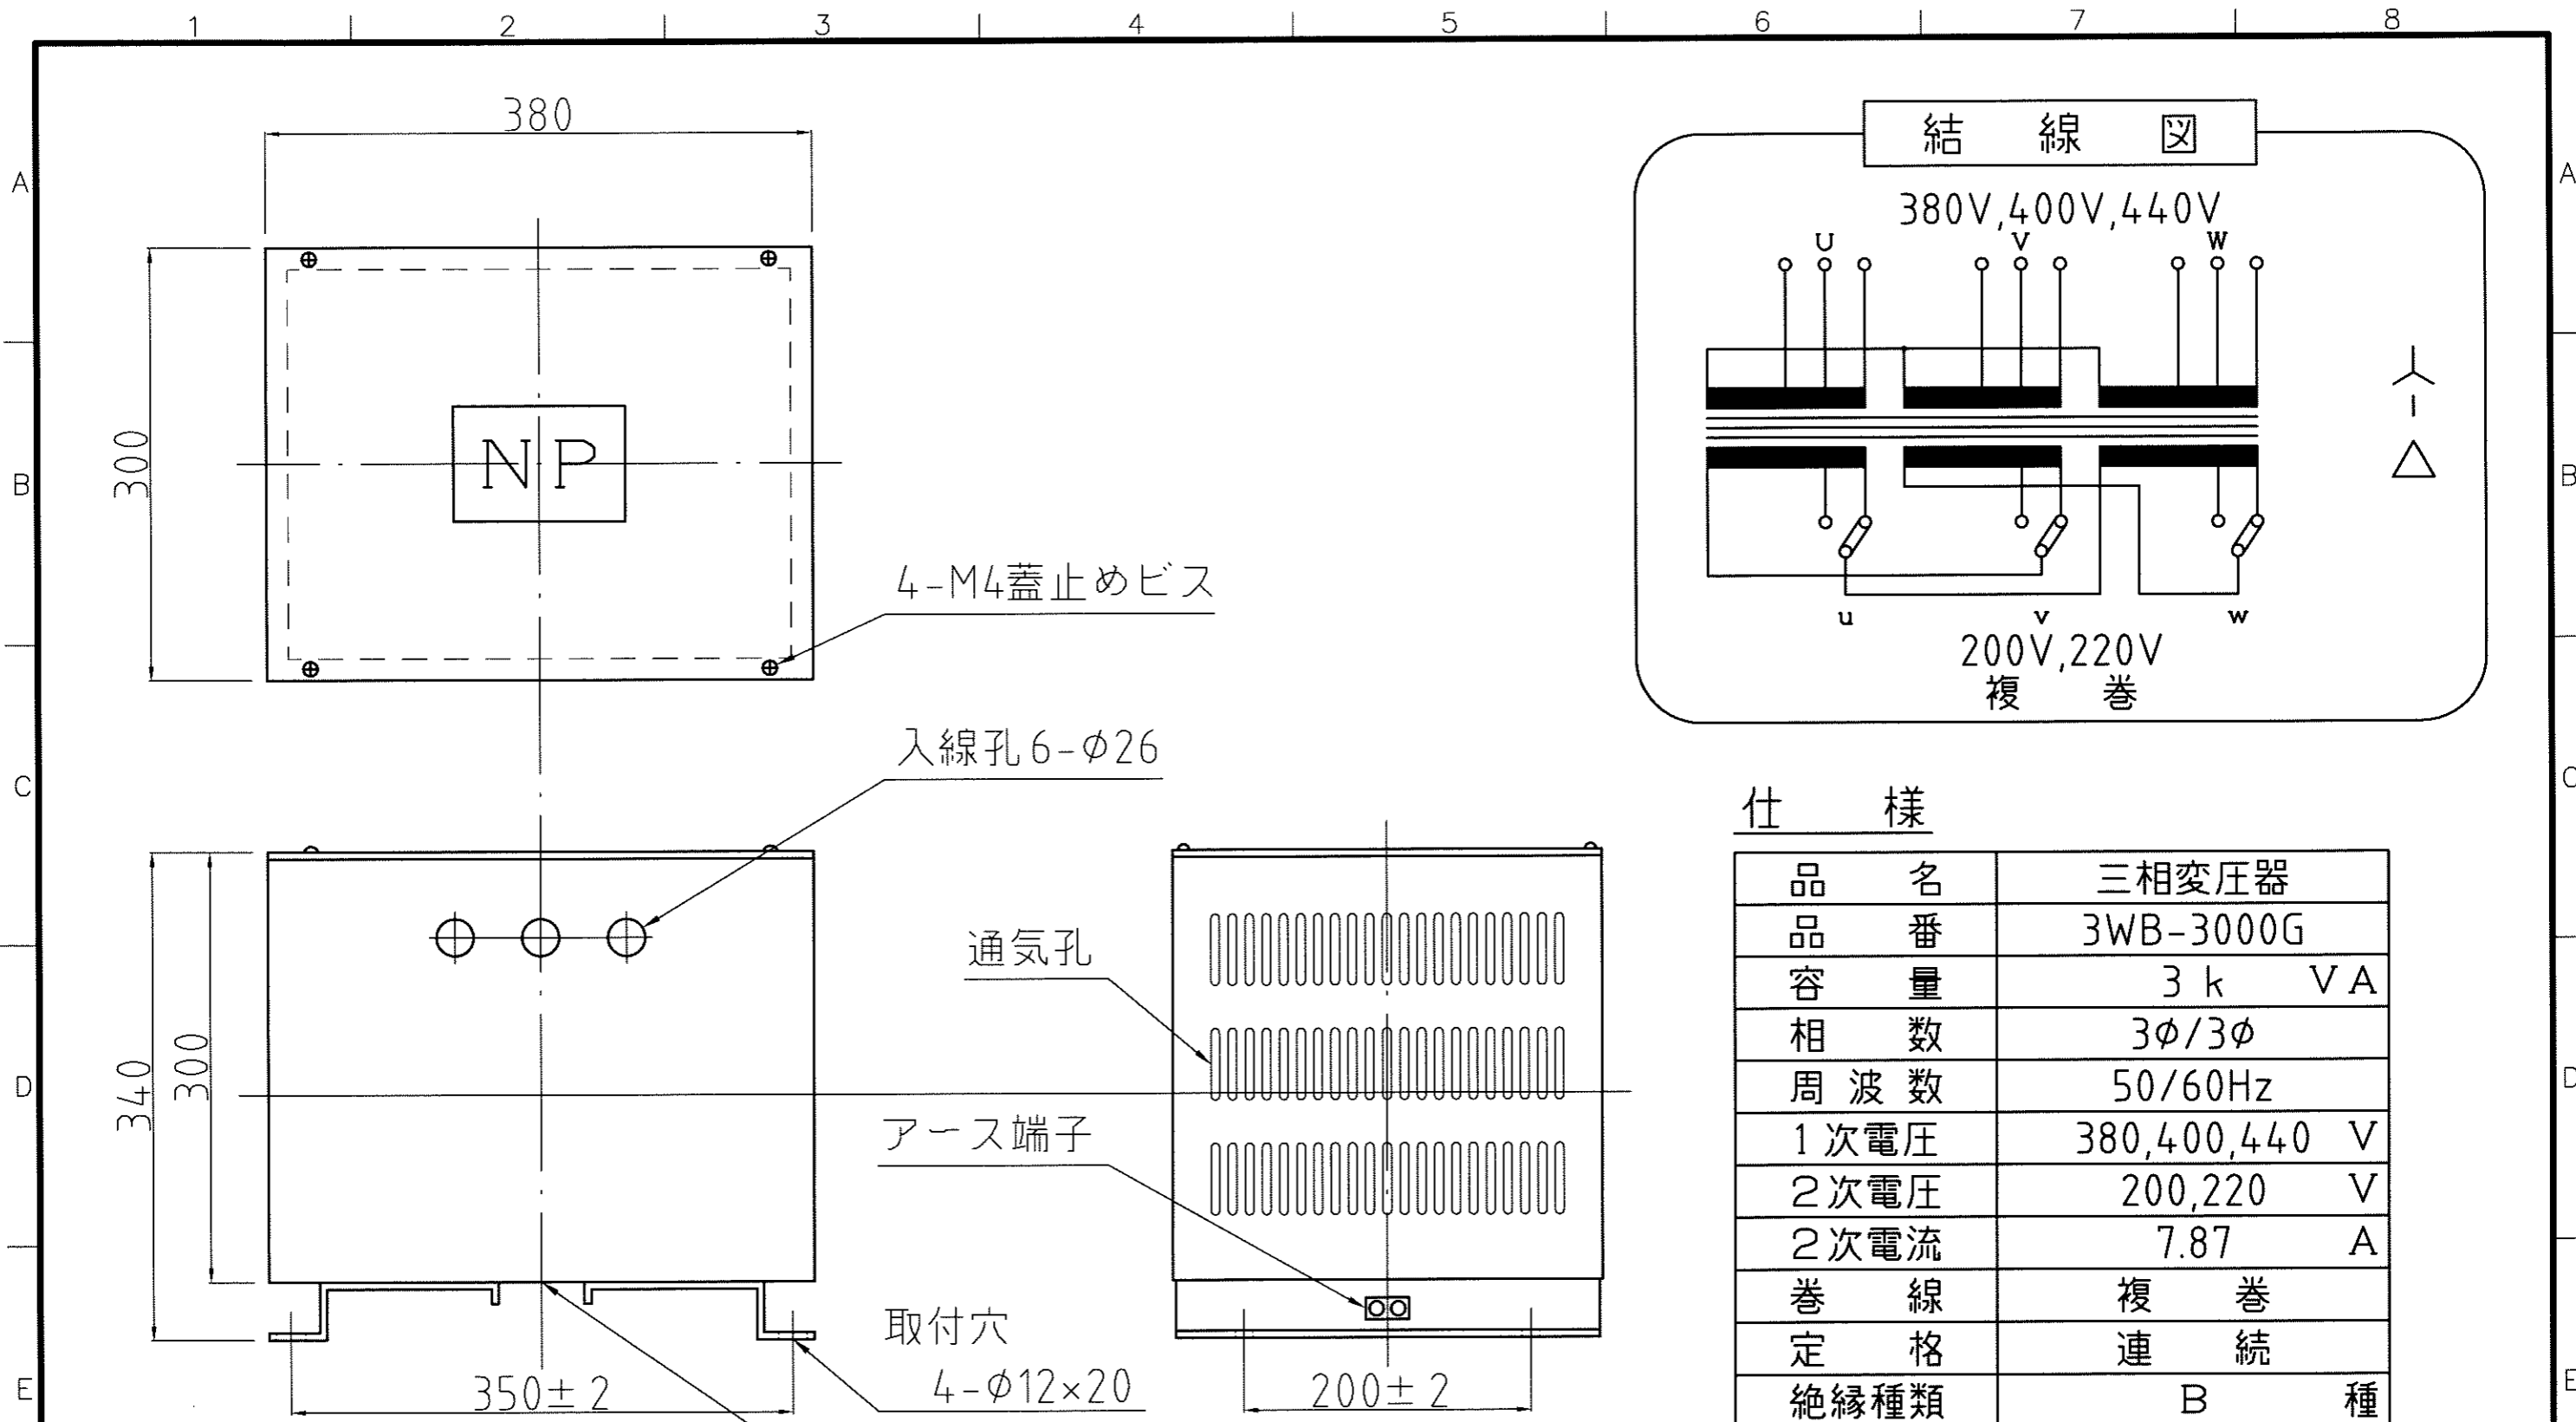 1 2 3 4 5 6 7 8
A
B
C
D
E
A
B
C
D
E
380
300
NP
4-M4蓋止めビス
入線孔6-φ26
340
300
通気孔
アース端子
取付穴
4-φ12×20
350±2
200±2
結線図
380V,400V,440V
U V W
u v w
200V,220V
複巻
仕様
品名 三相変圧器
品番 3WB-3000G
容量 3k VA
相数 3φ/3φ
周波数 50/60Hz
1次電圧 380,400,440 V
2次電圧 200,220 V
2次電流 7.87 A
巻線 複巻
定格 連続
絶縁種類 B種